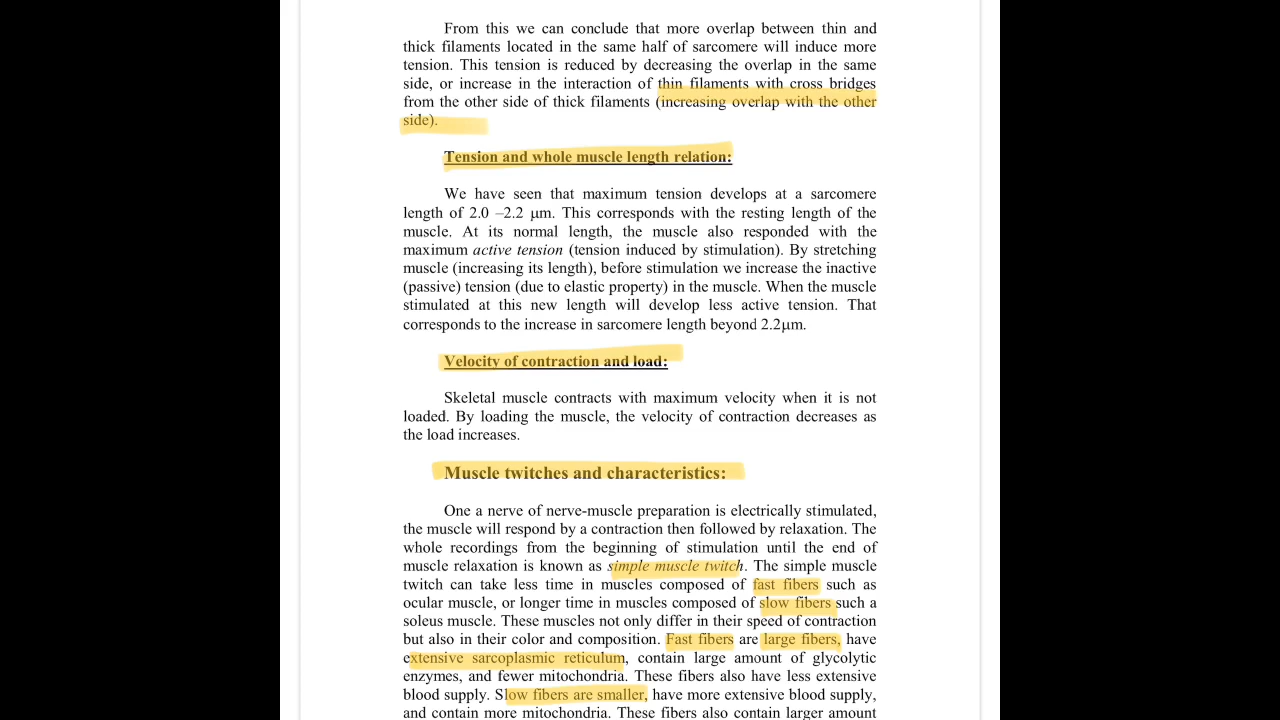 From this we can conclude that more overlap between thin and
thick filaments located in the same half of sarcomere will induce more
tension. This tension is reduced by decreasing the overlap in the same
side, or increase in the interaction of thin filaments with cross bridges
from the other side of thick filaments (increasing overlap with the other
side).
Tension and whole muscle length relation:
We have seen that maximum tension develops at a sarcomere
length of 2.0 –2.2 μm. This corresponds with the resting length of the
muscle. At its normal length, the muscle also responded with the
maximum active tension (tension induced by stimulation). By stretching
muscle (increasing its length), before stimulation we increase the inactive
(passive) tension (due to elastic property) in the muscle. When the muscle
stimulated at this new length will develop less active tension. That
corresponds to the increase in sarcomere length beyond 2.2μm.
Velocity of contraction and load:
Skeletal muscle contracts with maximum velocity when it is not
loaded. By loading the muscle, the velocity of contraction decreases as
the load increases.
Muscle twitches and characteristics:
One a nerve of nerve-muscle preparation is electrically stimulated,
the muscle will respond by a contraction then followed by relaxation. The
whole recordings from the beginning of stimulation until the end of
muscle relaxation is known as simple muscle twitch. The simple muscle
twitch can take less time in muscles composed of fast fibers such as
ocular muscle, or longer time in muscles composed of slow fibers such a
soleus muscle. These muscles not only differ in their speed of contraction
but also in their color and composition. Fast fibers are large fibers, have
extensive sarcoplasmic reticulum, contain large amount of glycolytic
enzymes, and fewer mitochondria. These fibers also have less extensive
blood supply. Slow fibers are smaller, have more extensive blood supply,
and contain more mitochondria. These fibers also contain larger amount